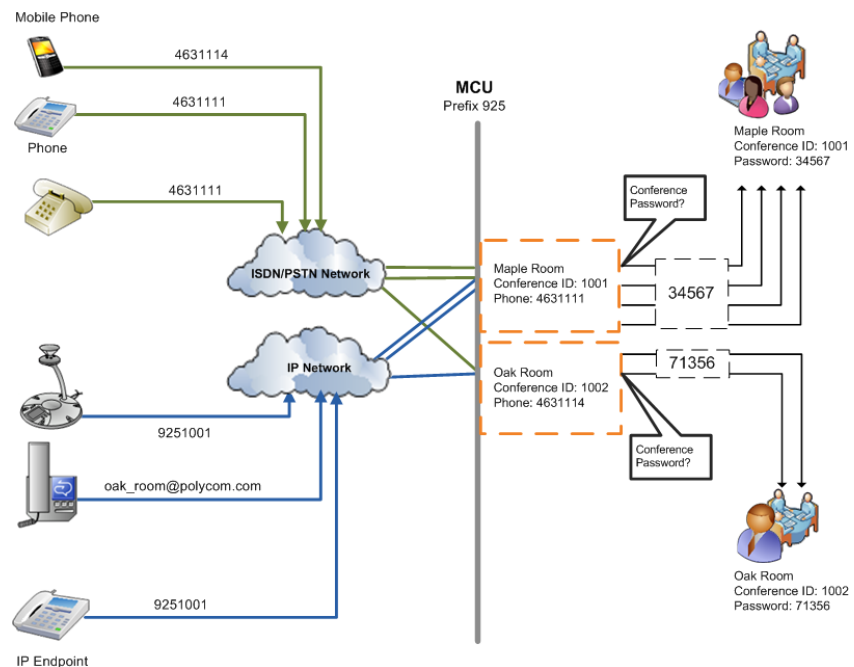 Mobile Phone
4631114
4631111
Phone
4631111
ISDN/PSTN Network
IP Network
9251001
oak_room@polycom.com
9251001
IP Endpoint
MCU
Prefix 925
Maple Room
Conference ID: 1001
Phone: 4631111
Oak Room
Conference ID: 1002
Phone: 4631114
Conference
Password?
34567
71356
Conference
Password?
Maple Room
Conference ID: 1001
Password: 34567
Oak Room
Conference ID: 1002
Password: 71356